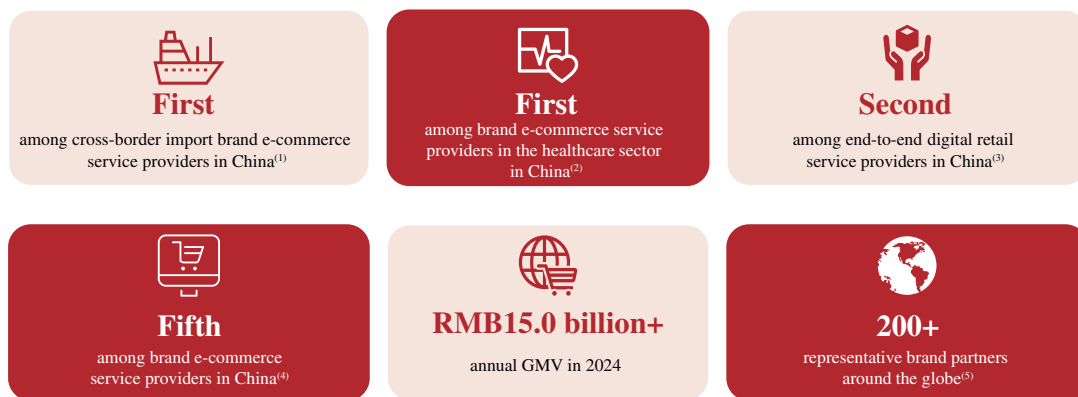 First
among cross-border import brand e-commerce
service providers in China(1)
First
among brand e-commerce service
providers in the healthcare sector
in China(2)
Second
among end-to-end digital retail
service providers in China(3)
Fifth
among brand e-commerce
service providers in China(4)
RMB15.0 billion+
annual GMV in 2024
200+
representative brand partners
around the globe(5)